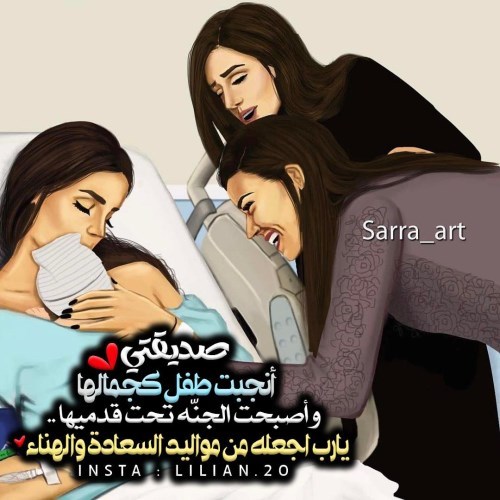 Sarra_art
صديقتي
أنجبت طفل كجمالها
وأصبحت الجنّه تحت قدميها..
يارب اجعله من مواليد السعادة والهناء
INSTA : LILIAN.20